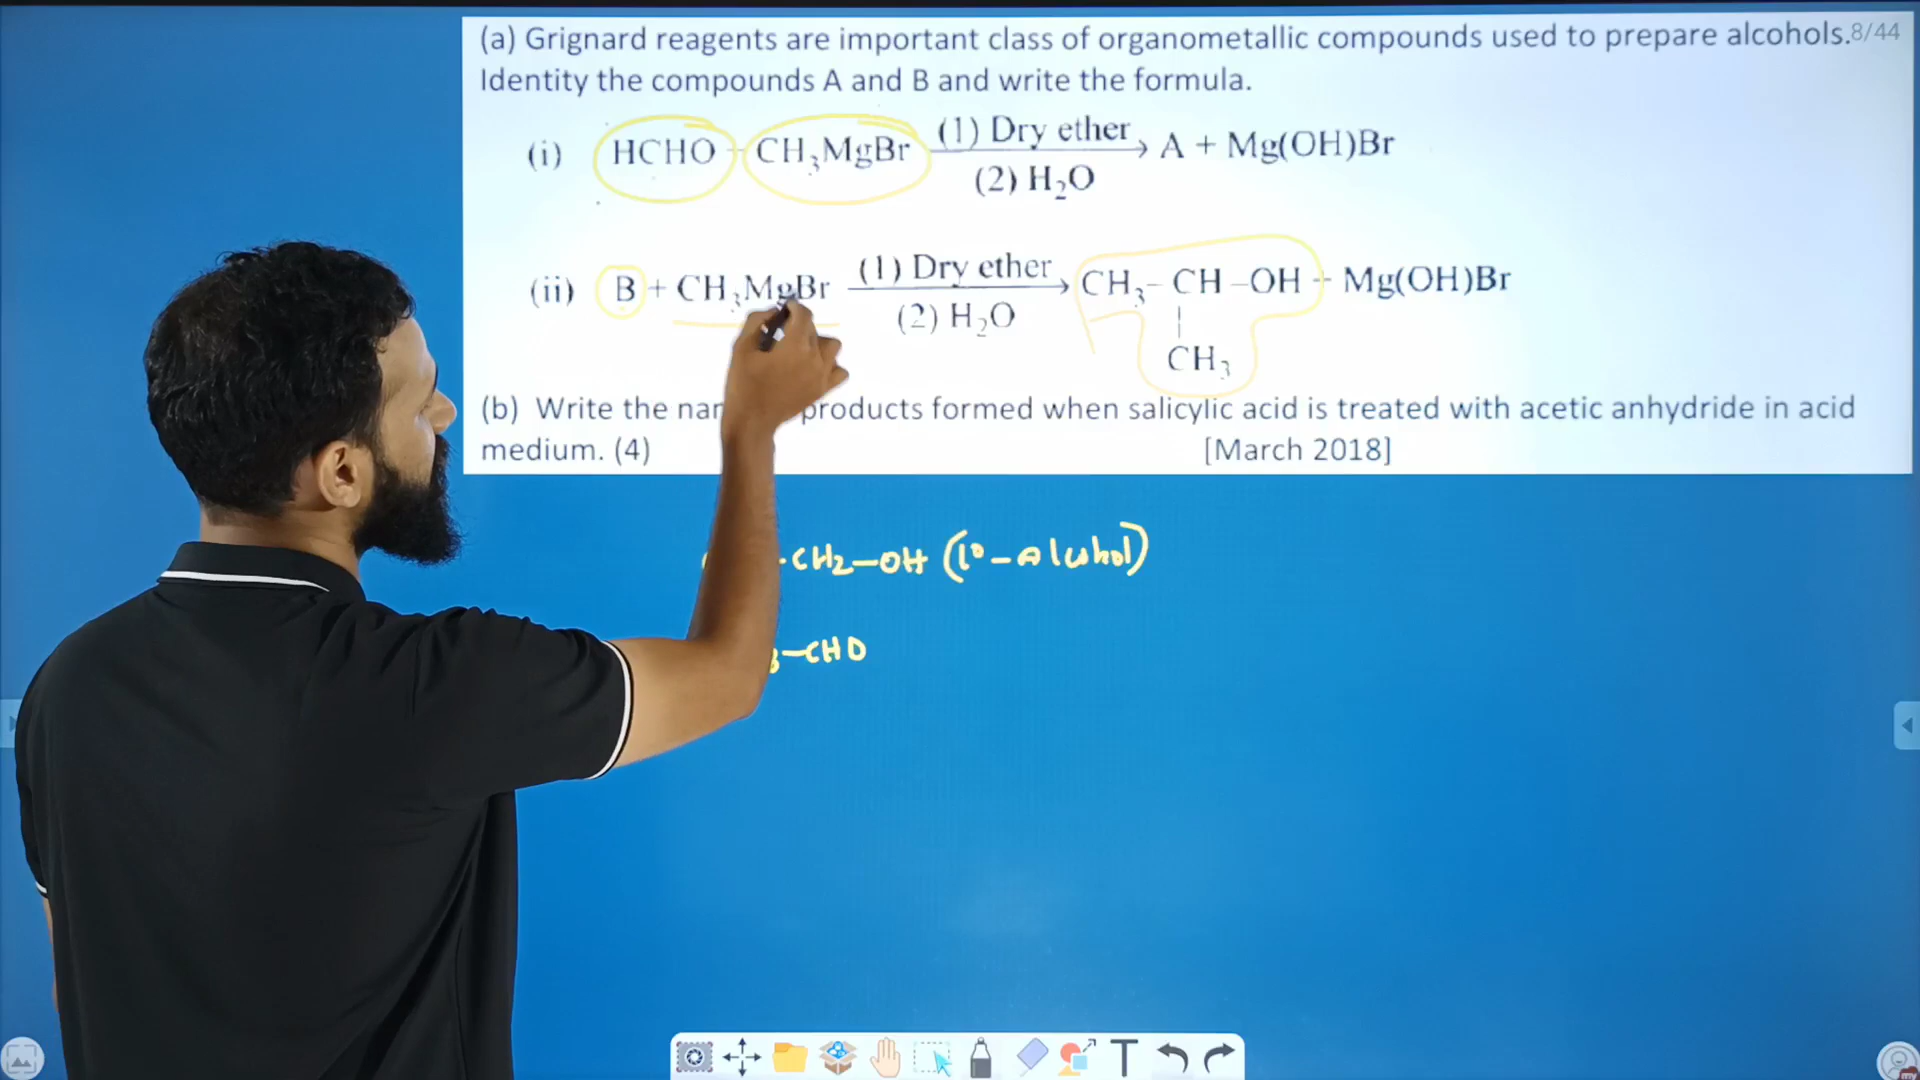 (a) Grignard reagents are important class of organometallic compounds used to prepare alcohols. 8/44
Identity the compounds A and B and write the formula.
(i) HCHO + CH₃MgBr (1) Dry ether (2) H₂O → A + Mg(OH)Br
(ii) B + CH₃MgBr (1) Dry ether (2) H₂O → CH₃ – CH – OH + Mg(OH)Br
|
CH₃
(b) Write the products formed when salicylic acid is treated with acetic anhydride in acid
medium. (4) [March 2018]
-CH2-OH (1°-Alcohol)
3-CHO
T
my